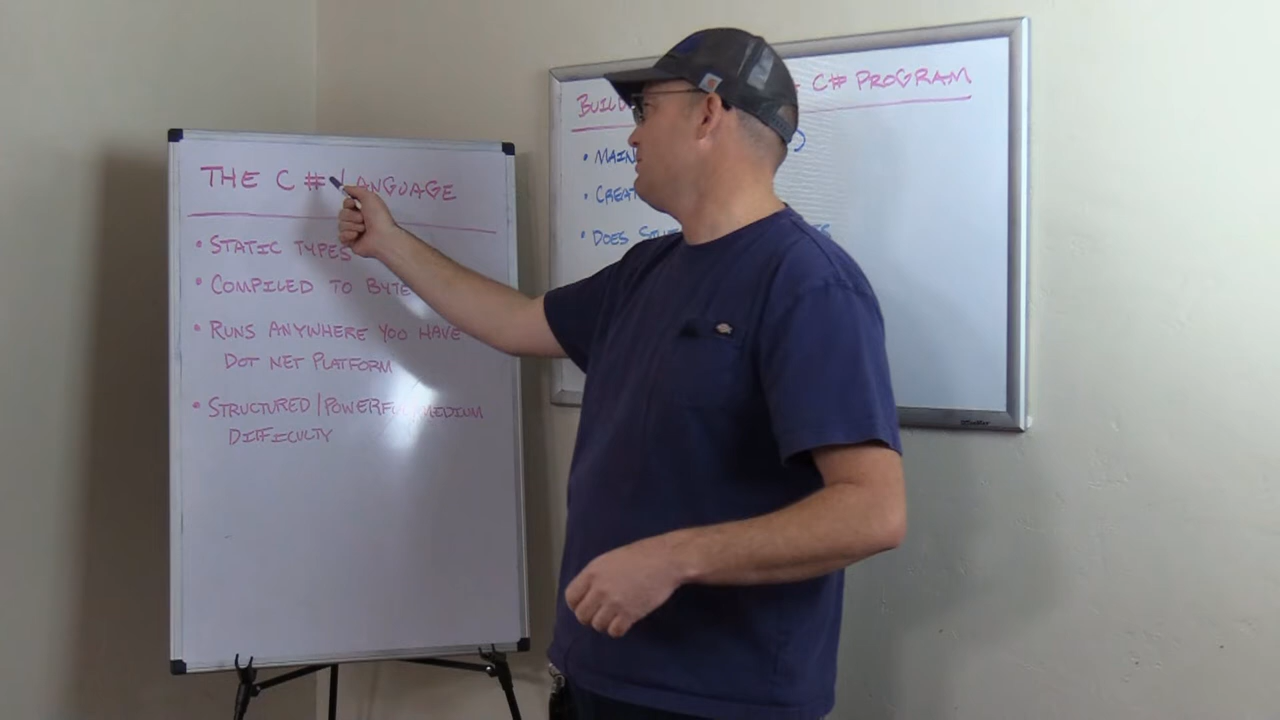 THE C# LANGUAGE
• STATIC TYPES
• COMPILED TO BYTE
• RUNS ANYWHERE YOU HAVE
DOT NET PLATFORM
• STRUCTURED/POWERFUL/MEDIUM
DIFFICULTY
BUILD C# PROGRAM
• MAIN
• CREAT
• DOES